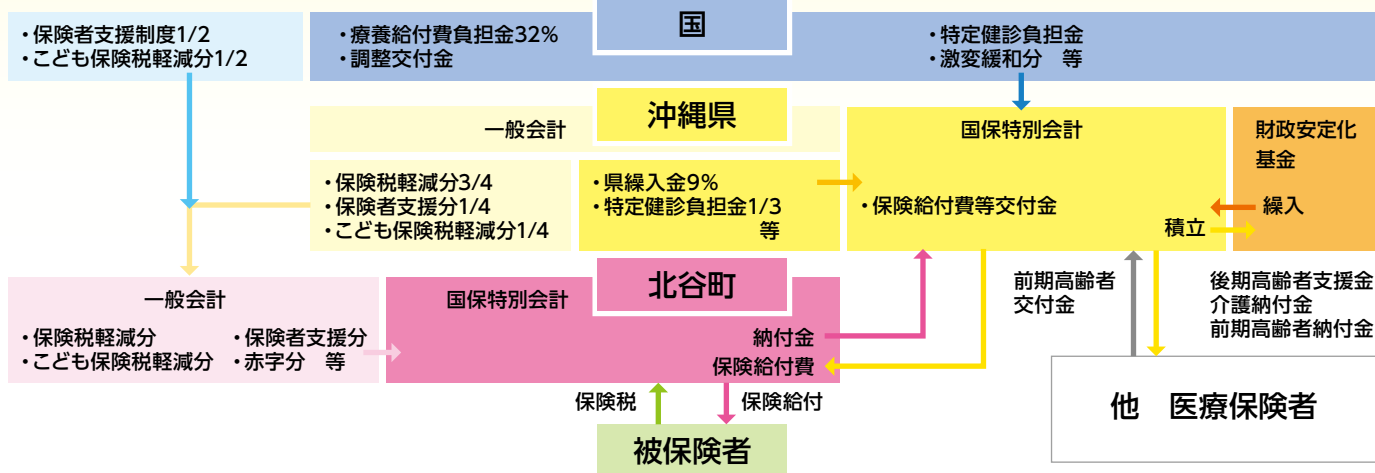 国
・保険者支援制度1/2
・こども保険税軽減分1/2
・療養給付費負担金32%
・調整交付金
・特定健診負担金
・激変緩和分　等
沖縄県
一般会計
・保険税軽減分3/4
・保険者支援分1/4
・こども保険税軽減分1/4
・県繰入金9%
・特定健診負担金1/3
等
国保特別会計
・保険給付費等交付金
積立
財政安定化
基金
繰入
北谷町
一般会計
・保険税軽減分
・こども保険税軽減分
・保険者支援分
・赤字分　等
国保特別会計
納付金
保険給付費
前期高齢者
交付金
後期高齢者支援金
介護納付金
前期高齢者納付金
保険税
保険給付
被保険者
他　医療保険者